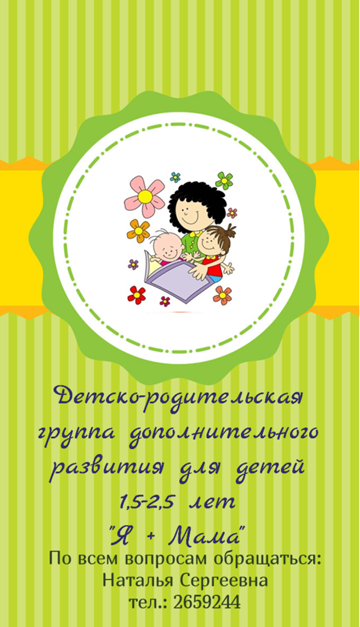 Детско-родительская
группа дополнительного
развития для детей
1,5-2,5 лет
"Я + Мама"
По всем вопросам обращаться:
Наталья Сергеевна
тел.: 2659244